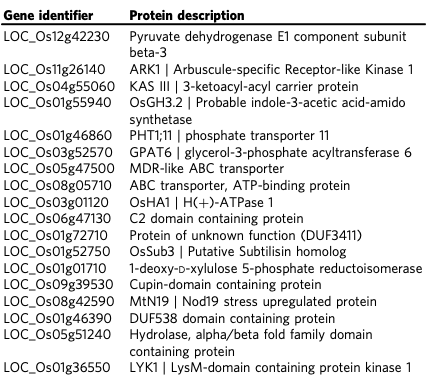 Gene identifier Protein description
LOC_Os12g42230 Pyruvate dehydrogenase E1 component subunit
beta-3
LOC_Os11g26140 ARK1 | Arbuscule-specific Receptor-like Kinase 1
LOC_Os04g55060 KAS III | 3-ketoacyl-acyl carrier protein
LOC_Os01g55940 OsGH3.2 | Probable indole-3-acetic acid-amido
synthetase
LOC_Os01g46860 PHT1;11 | phosphate transporter 11
LOC_Os03g52570 GPAT6 | glycerol-3-phosphate acyltransferase 6
LOC_Os05g47500 MDR-like ABC transporter
LOC_Os08g05710 ABC transporter, ATP-binding protein
LOC_Os03g01120 OsHA1 | H(+)-ATPase 1
LOC_Os06g47130 C2 domain containing protein
LOC_Os01g72710 Protein of unknown function (DUF3411)
LOC_Os01g52750 OsSub3 | Putative Subtilisin homolog
LOC_Os01g01710 1-deoxy-D-xylulose 5-phosphate reductoisomerase
LOC_Os09g39530 Cupin-domain containing protein
LOC_Os08g42590 MtN19 | Nod19 stress upregulated protein
LOC_Os01g46390 DUF538 domain containing protein
LOC_Os05g51240 Hydrolase, alpha/beta fold family domain
containing protein
LOC_Os01g36550 LYK1 | LysM-domain containing protein kinase 1